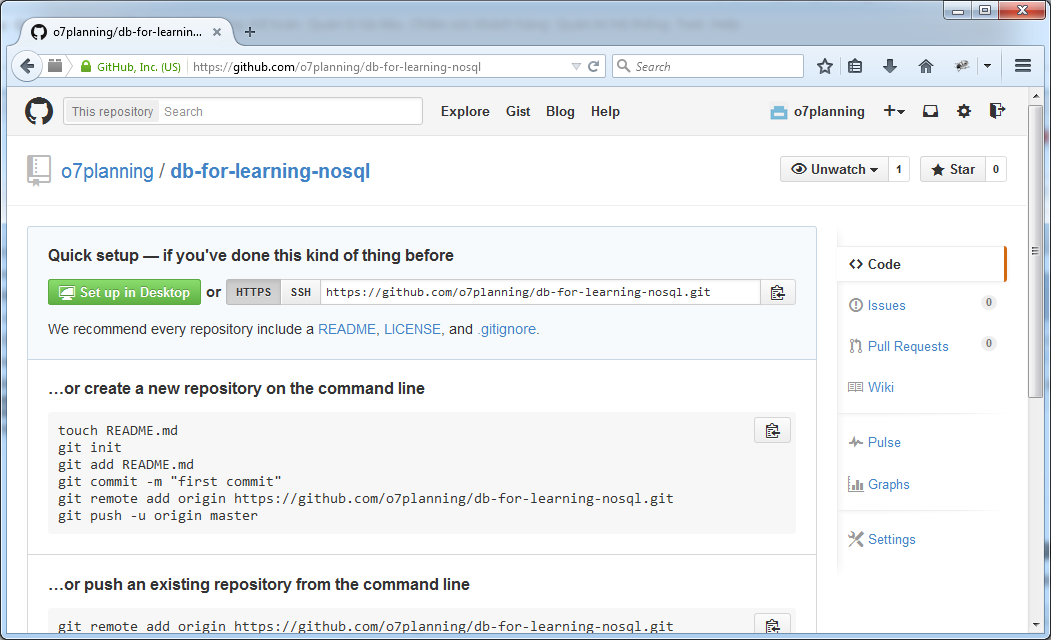 o7planning/db-for-learnin...
GitHub, Inc. (US)
https://github.com/o7planning/db-for-learning-nosql
Search
This repository
Search
Explore
Gist
Blog
Help
o7planning
o7planning / db-for-learning-nosql
Unwatch
1
Star
0
Quick setup — if you've done this kind of thing before
Set up in Desktop
or
HTTPS
SSH
https://github.com/o7planning/db-for-learning-nosql.git
We recommend every repository include a README, LICENSE, and .gitignore.
…or create a new repository on the command line
touch README.md
git init
git add README.md
git commit -m "first commit"
git remote add origin https://github.com/o7planning/db-for-learning-nosql.git
git push -u origin master
…or push an existing repository from the command line
git remote add origin https://github.com/o7planning/db-for-learning-nosql.git
Code
Issues
0
Pull Requests
0
Wiki
Pulse
Graphs
Settings